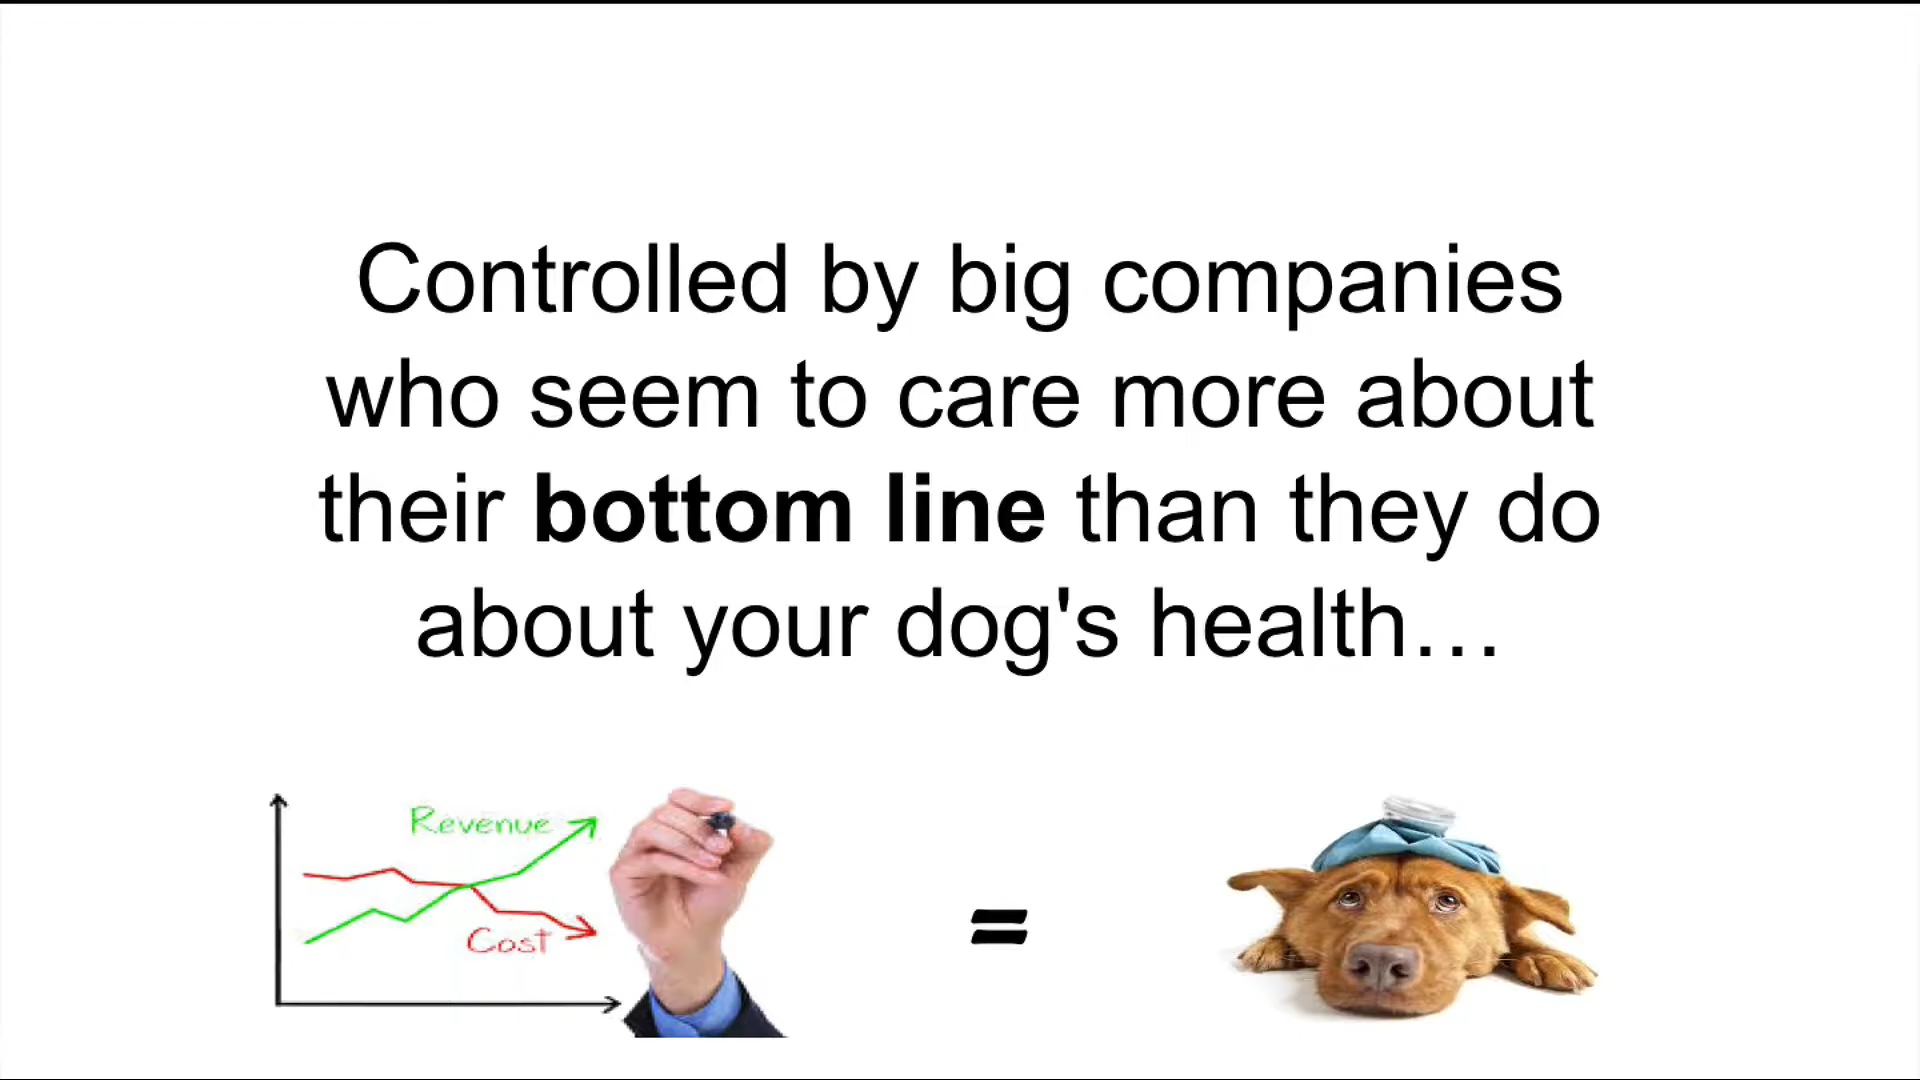 Controlled by big companies
who seem to care more about
their bottom line than they do
about your dog's health…
Revenue
Cost
=